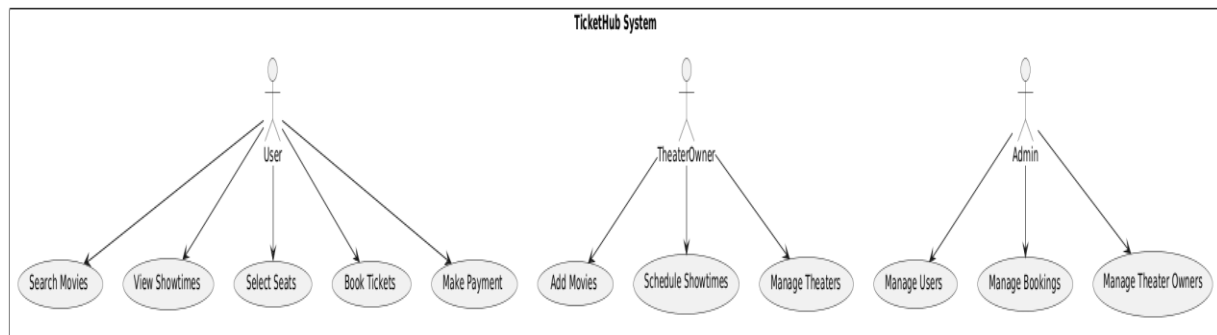 TicketHub System
User
TheaterOwner
Admin
Search Movies
View Showtimes
Select Seats
Book Tickets
Make Payment
Add Movies
Schedule Showtimes
Manage Theaters
Manage Users
Manage Bookings
Manage Theater Owners